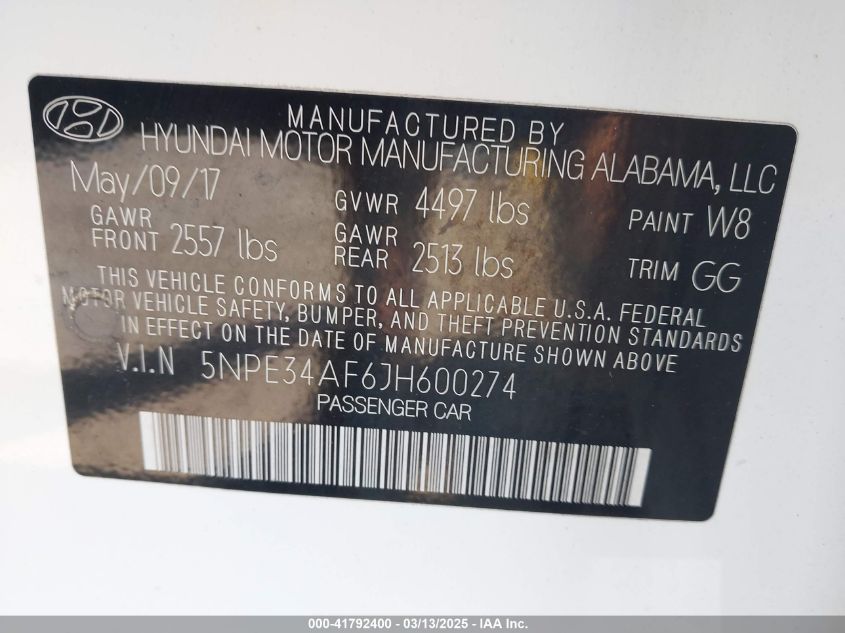 MANUFACTURED BY
HYUNDAI MOTOR MANUFACTURING ALABAMA, LLC
May/09/17 GVWR 4497 lbs PAINT W8
GAWR FRONT 2557 lbs GAWR REAR 2513 lbs TRIM GG
THIS VEHICLE CONFORMS TO ALL APPLICABLE U.S.A. FEDERAL
MOTOR VEHICLE SAFETY, BUMPER, AND THEFT PREVENTION STANDARDS
IN EFFECT ON THE DATE OF MANUFACTURE SHOWN ABOVE
V.I.N 5NPE34AF6JH600274
PASSENGER CAR
000-41792400 - 03/13/2025 - IAA Inc.